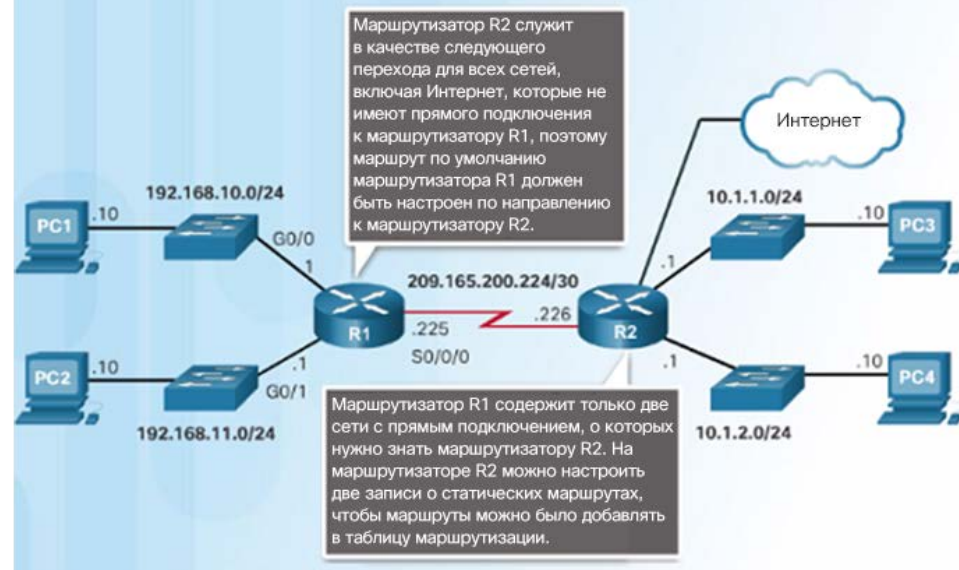 Маршрутизатор R2 служит
в качестве следующего
перехода для всех сетей,
включая Интернет, которые не
имеют прямого подключения
к маршрутизатору R1, поэтому
маршрут по умолчанию
маршрутизатора R1 должен
быть настроен по направлению
к маршрутизатору R2.
Интернет
192.168.10.0/24
10.1.1.0/24
PC1
.10
G0/0
.1
.10
PC3
209.165.200.224/30
.1
R1
.225
.226
R2
S0/0/0
PC2
.10
.1
G0/1
.1
.10
PC4
192.168.11.0/24
10.1.2.0/24
Маршрутизатор R1 содержит только две
сети с прямым подключением, о которых
нужно знать маршрутизатору R2. На
маршрутизаторе R2 можно настроить
две записи о статических маршрутах,
чтобы маршруты можно было добавлять
в таблицу маршрутизации.